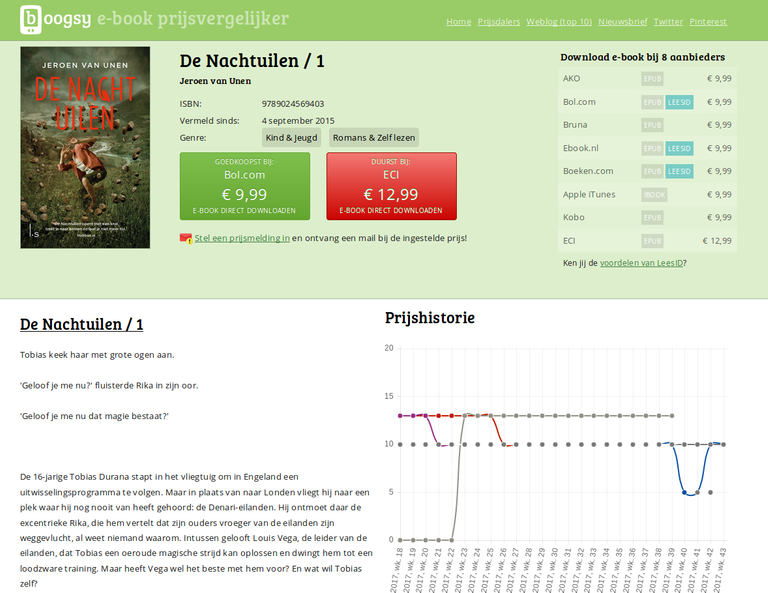 boogsy e-book prijsvergelijker
Home Prijsdalers Weblog (top 10) Nieuwsbrief Twitter Pinterest
JEROEN VAN UNEN
DE NACHT
UILEN
De Nachtuilen / 1
Jeroen van Unen
ISBN: 9789024569403
Vermeld sinds: 4 september 2015
Genre: Kind & Jeugd Romans & Zelf lezen
GOEDKOOPST BIJ:
Bol.com
€ 9,99
E-BOOK DIRECT DOWNLOADEN
DUURST BIJ:
ECI
€ 12,99
E-BOOK DIRECT DOWNLOADEN
Stel een prijsmelding in en ontvang een mail bij de ingestelde prijs!
Download e-book bij 8 aanbieders
AKO EPUB € 9,99
Bol.com EPUB LEESID € 9,99
Bruna EPUB € 9,99
Ebook.nl EPUB LEESID € 9,99
Boeken.com EPUB LEESID € 9,99
Apple iTunes IBOOK € 9,99
Kobo EPUB € 9,99
ECI EPUB € 12,99
Ken jij de voordelen van LeesID?
De Nachtuilen / 1
Tobias keek haar met grote ogen aan.
'Geloof je me nu?' fluisterde Rika in zijn oor.
'Geloof je me nu dat magie bestaat?'
De 16-jarige Tobias Durana stapt in het vliegtuig om in Engeland een
uitwisselingsprogramma te volgen. Maar in plaats van naar Londen vliegt hij naar een
plek waar hij nog nooit van heeft gehoord: de Denari-eilanden. Hij ontmoet daar de
excentrieke Rika, die hem vertelt dat zijn ouders vroeger van de eilanden zijn
weggevlucht, al weet niemand waarom. Intussen gelooft Louis Vega, de leider van de
eilanden, dat Tobias een oeroude magische strijd kan oplossen en dwingt hem tot een
loodzware training. Maar heeft Vega wel het beste met hem voor? En wat wil Tobias
zelf?
Prijshistorie
20
15
10
5
0
2017, wk. 18
2017, wk. 19
2017, wk. 20
2017, wk. 21
2017, wk. 22
2017, wk. 23
2017, wk. 24
2017, wk. 25
2017, wk. 26
2017, wk. 27
2017, wk. 28
2017, wk. 29
2017, wk. 30
2017, wk. 31
2017, wk. 32
2017, wk. 33
2017, wk. 34
2017, wk. 35
2017, wk. 36
2017, wk. 37
2017, wk. 38
2017, wk. 39
2017, wk. 40
2017, wk. 41
2017, wk. 42
2017, wk. 43